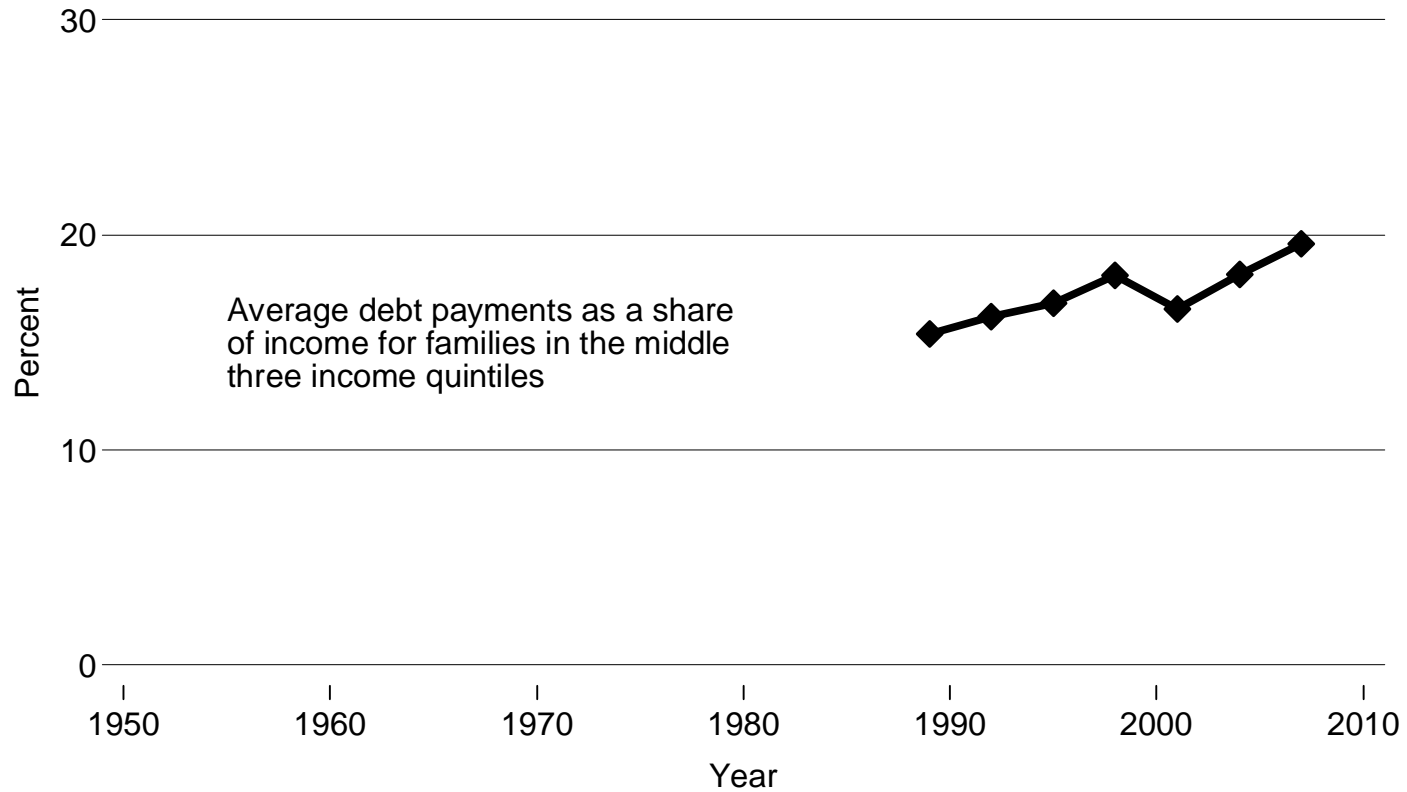 30
20
Percent
Average debt payments as a share
of income for families in the middle
three income quintiles
10
0
1950 1960 1970 1980 1990 2000 2010
Year